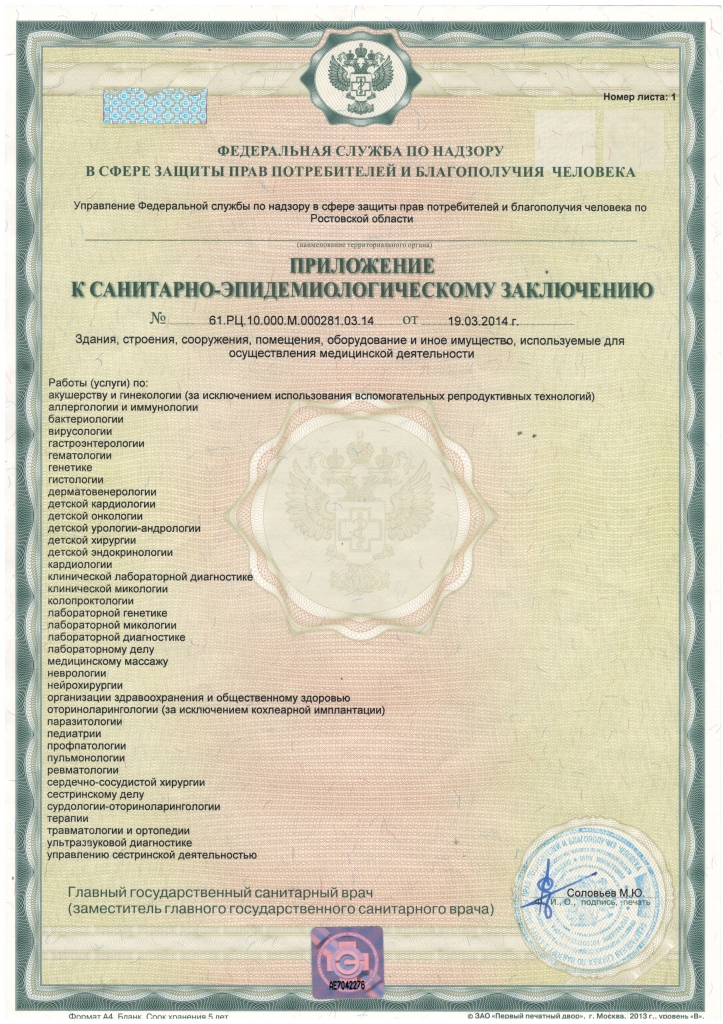 Номер листа: 1
ФЕДЕРАЛЬНАЯ СЛУЖБА ПО НАДЗОРУ
В СФЕРЕ ЗАЩИТЫ ПРАВ ПОТРЕБИТЕЛЕЙ И БЛАГОПОЛУЧИЯ ЧЕЛОВЕКА
Управление Федеральной службы по надзору в сфере защиты прав потребителей и благополучия человека по
Ростовской области
(наименование территориального органа)
ПРИЛОЖЕНИЕ
К САНИТАРНО-ЭПИДЕМИОЛОГИЧЕСКОМУ ЗАКЛЮЧЕНИЮ
№ 61.РЦ.10.000.М.000281.03.14 ОТ 19.03.2014 г.
Здания, строения, сооружения, помещения, оборудование и иное имущество, используемые для
осуществления медицинской деятельности
Работы (услуги) по:
акушерству и гинекологии (за исключением использования вспомогательных репродуктивных технологий)
аллергологии и иммунологии
бактериологии
вирусологии
гастроэнтерологии
гематологии
генетике
гистологии
дерматовенерологии
детской кардиологии
детской онкологии
детской урологии-андрологии
детской хирургии
детской эндокринологии
кардиологии
клинической лабораторной диагностике
клинической микологии
колопроктологии
лабораторной генетике
лабораторной микологии
лабораторной диагностике
лабораторному делу
медицинскому массажу
неврологии
нейрохирургии
организации здравоохранения и общественному здоровью
оториноларингологии (за исключением кохлеарной имплантации)
паразитологии
педиатрии
профпатологии
пульмонологии
ревматологии
сердечно-сосудистой хирургии
сестринскому делу
сурдологии-оториноларингологии
терапии
травматологии и ортопедии
ультразвуковой диагностике
управлению сестринской деятельностью
Главный государственный санитарный врач
(заместитель главного государственного санитарного врача)
Соловьев М.Ю.
И., О., подпись, печать
АЕ7042276
Формат А4. Бланк. Срок хранения 5 лет.
© ЗАО «Первый печатный двор», г. Москва, 2013 г., уровень «В».